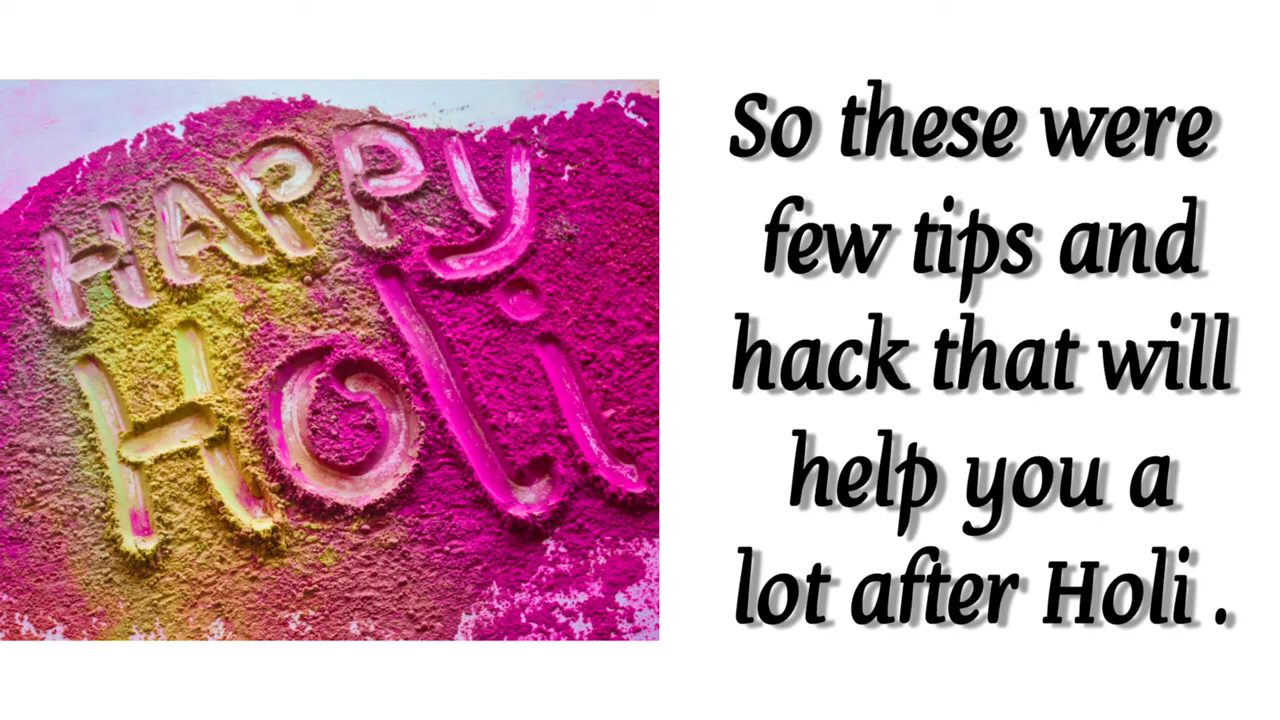 HAPPy
Holi
So these were
few tips and
hack that will
help you a
lot after Holi .